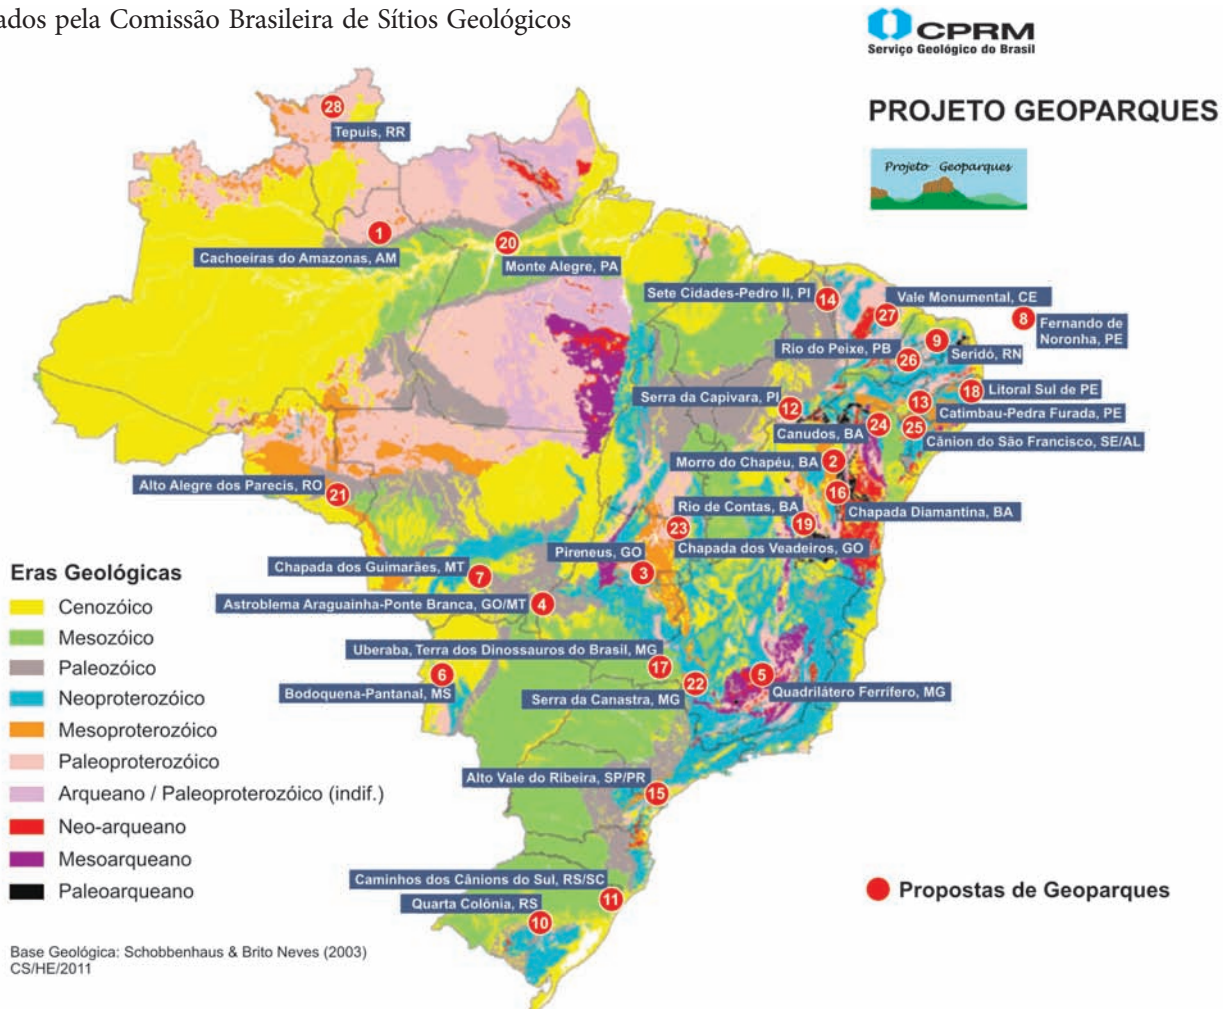 ados pela Comissão Brasileira de Sítios Geológicos
CPRM
Serviço Geológico do Brasil
PROJETO GEOPARQUES
Projeto Geoparques
28
Tepuis, RR
1
Cachoeiras do Amazonas, AM
20
Monte Alegre, PA
Sete Cidades-Pedro II, PI
14
Vale Monumental, CE
27
8
Fernando de
Noronha, PE
Rio do Peixe, PB
26
9
Seridó, RN
Serra da Capivara, PI
12
18
Litoral Sul de PE
13
Catimbau-Pedra Furada, PE
Canudos, BA
24
25
Cânion do São Francisco, SE/AL
Morro do Chapéu, BA
2
Alto Alegre dos Parecis, RO
21
16
Chapada Diamantina, BA
Rio de Contas, BA
19
23
Chapada dos Veadeiros, GO
Pireneus, GO
3
Chapada dos Guimarães, MT
7
Astroblema Araguainha-Ponte Branca, GO/MT
4
Uberaba, Terra dos Dinossauros do Brasil, MG
17
6
Bodoquena-Pantanal, MS
Serra da Canastra, MG
22
5
Quadrilátero Ferrífero, MG
Alto Vale do Ribeira, SP/PR
15
Caminhos dos Cânions do Sul, RS/SC
11
Quarta Colônia, RS
10
Eras Geológicas
Cenozóico
Mesozóico
Paleozóico
Neoproterozóico
Mesoproterozóico
Paleoproterozóico
Arqueano / Paleoproterozóico (indif.)
Neo-arqueano
Mesoarqueano
Paleoarqueano
Propostas de Geoparques
Base Geológica: Schobbenhaus & Brito Neves (2003)
CS/HE/2011